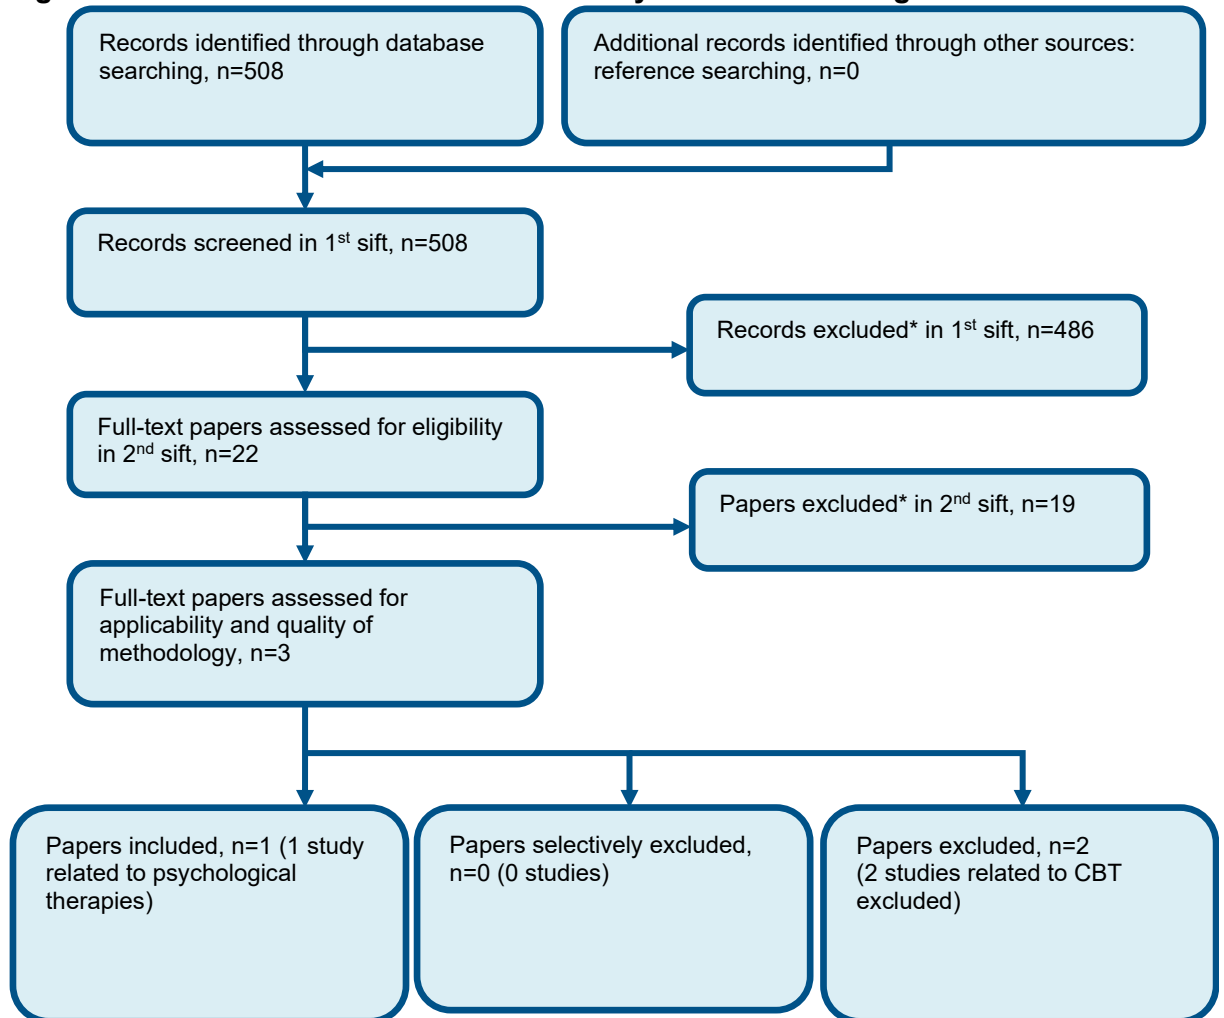 Records identified through database
searching, n=508
Additional records identified through other sources:
reference searching, n=0
Records screened in 1st sift, n=508
Records excluded* in 1st sift, n=486
Full-text papers assessed for eligibility
in 2nd sift, n=22
Papers excluded* in 2nd sift, n=19
Full-text papers assessed for
applicability and quality of
methodology, n=3
Papers included, n=1 (1 study
related to psychological
therapies)
Papers selectively excluded,
n=0 (0 studies)
Papers excluded, n=2
(2 studies related to CBT
excluded)